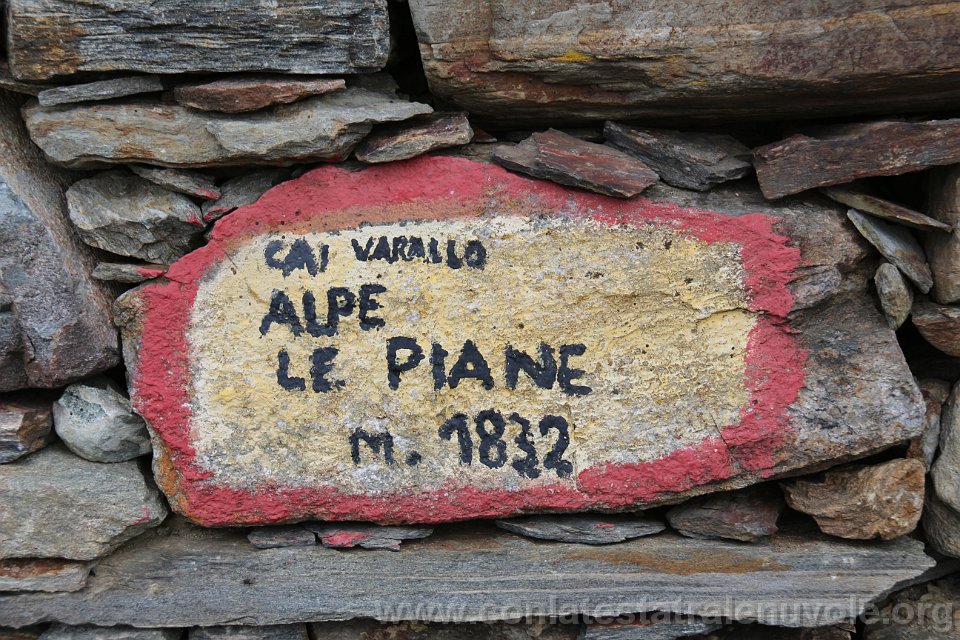 CAI VARALLO
ALPE
LE PIANE
m. 1832
www.conlatestatralenuvole.org